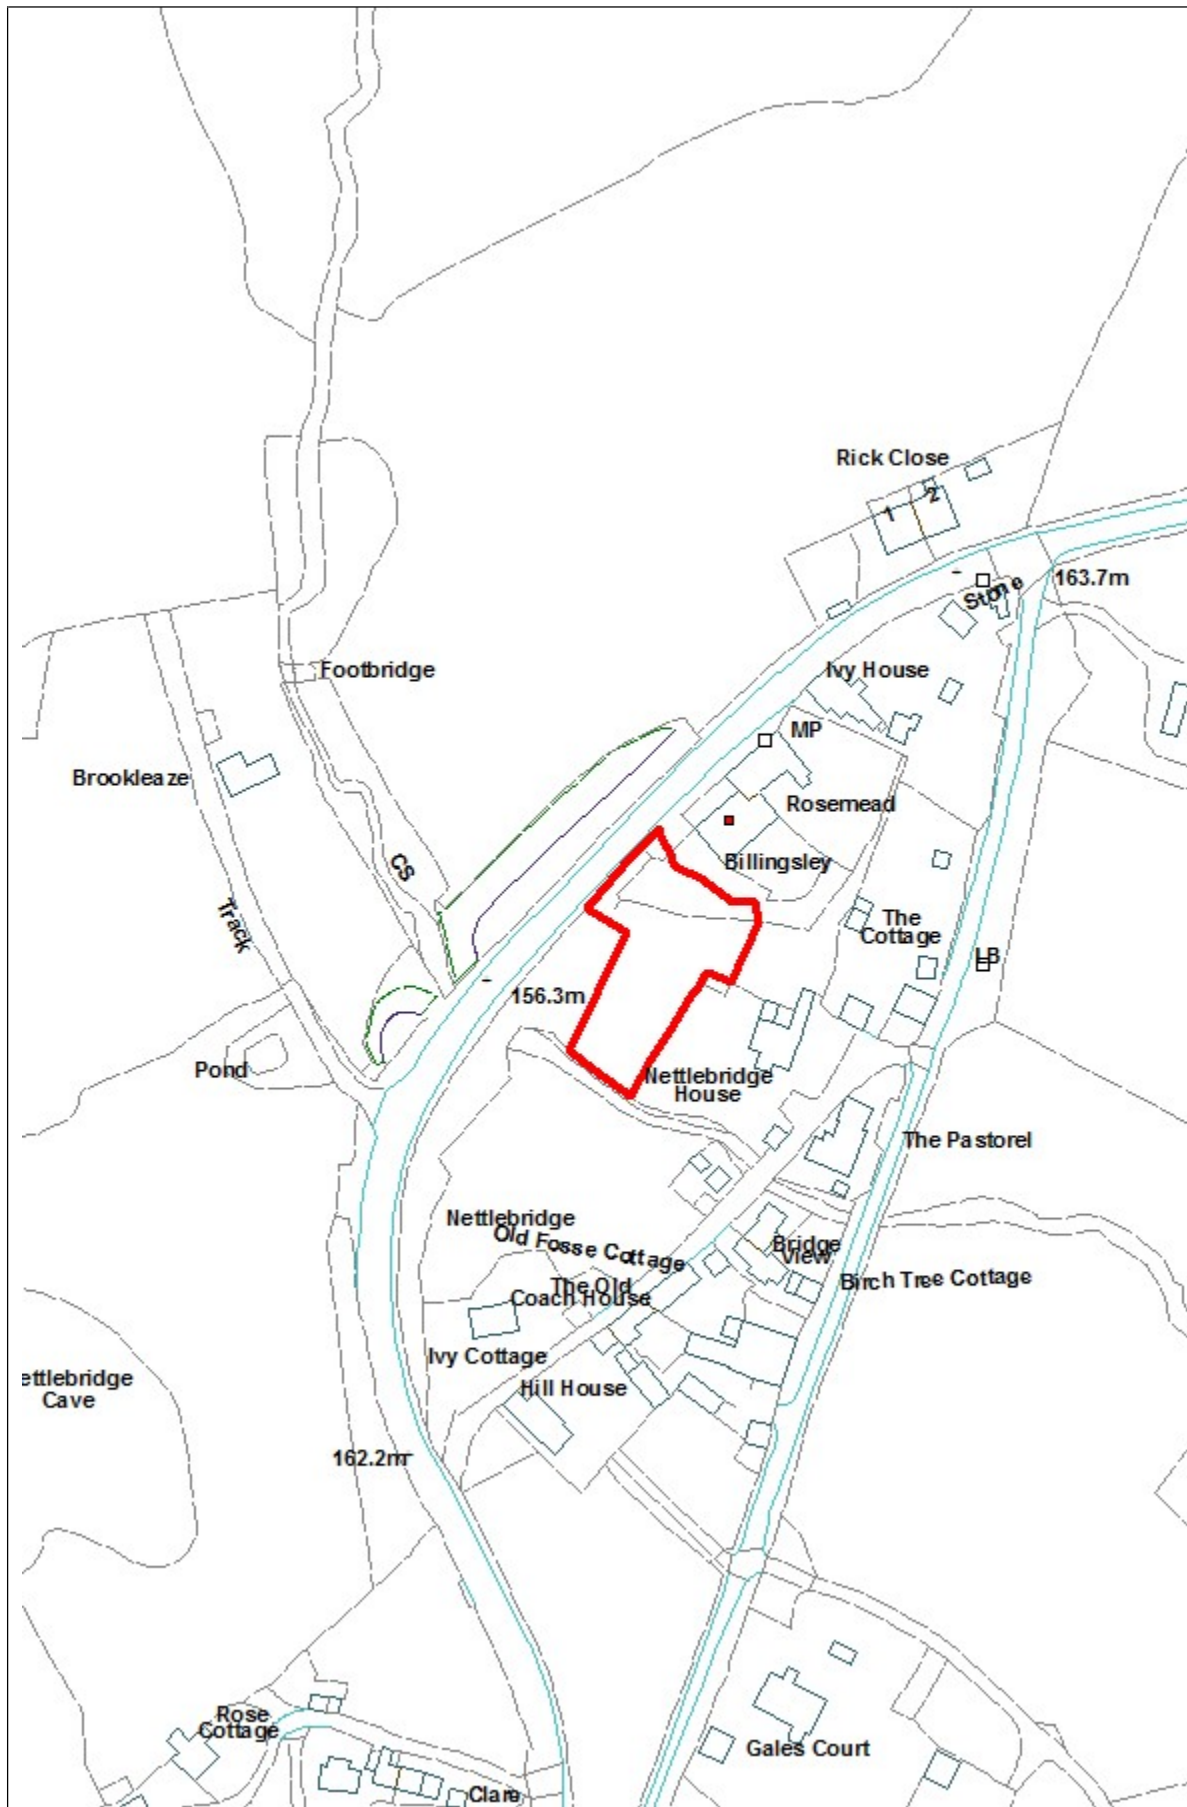 Rick Close
1
2
163.7m
Stone
Footbridge
Ivy House
MP
Brookleaze
Rosemead
Billingsley
CS
Track
The
Cottage
LB
156.3m
Pond
Nettlebridge
House
The Pastorel
Nettlebridge
Old Fosse Cottage
Bridge
View
Birch Tree Cottage
The Old
Coach House
Ivy Cottage
Hill House
ettlebridge
Cave
162.2m
Rose
Cottage
Gales Court
Clare